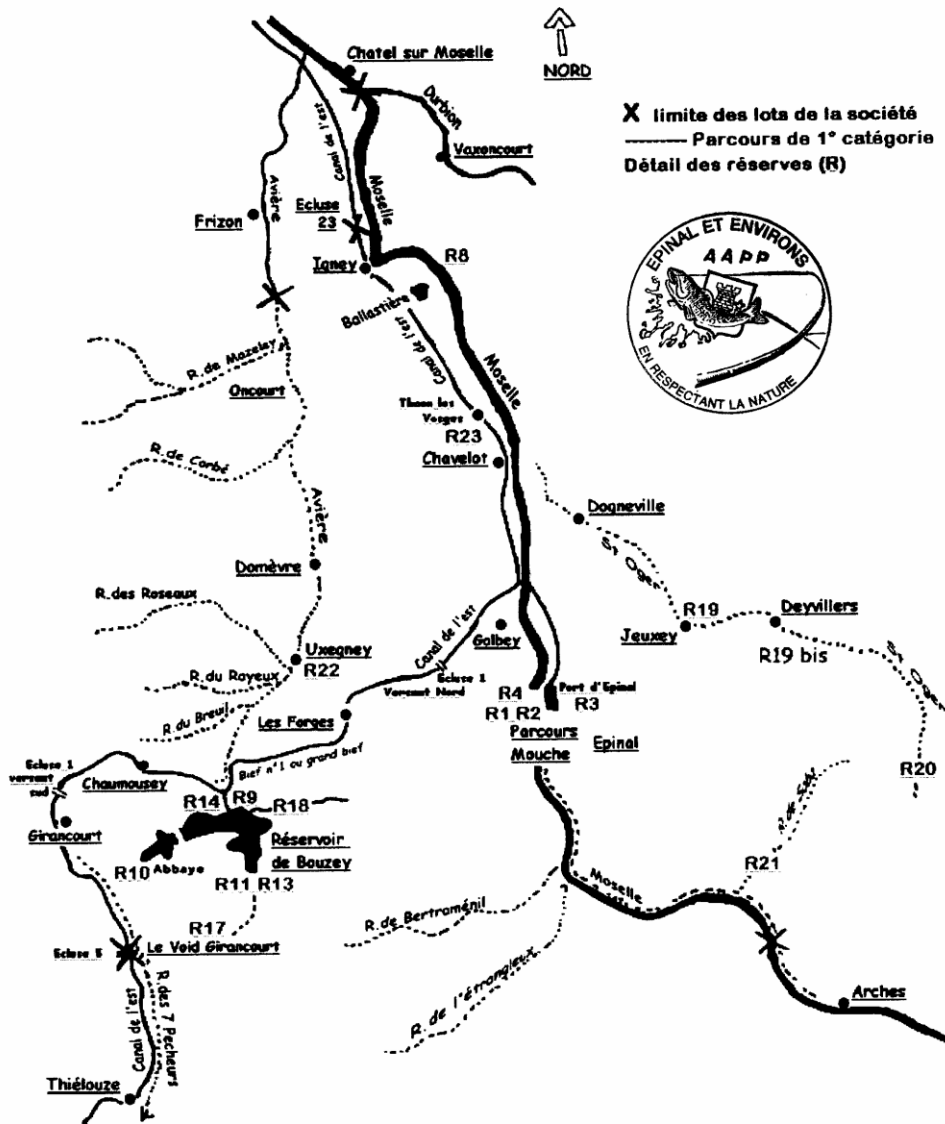 Chatel sur Moselle
NORD
X limite des lots de la société
Parcours de 1° catégorie
Détail des réserves (R)
Durbion
Vaxoncourt
Canal de l'est
Moselle
Avière
Frizon
Ecluse
23
Igney
R8
EPINAL ET ENVIRONS
AAPP
EN RESPECTANT LA NATURE
Ballastière
Canal de l'est
Moselle
R. de Mazeley
Oncourt
Thaon les
Vosges
R23
Chavelot
R. de Corbé
Avière
Dogneville
St Oger
Domèvre
R. des Roseaux
Canal de l'est
Golbey
R19
Deyvillers
Jeuxey
R19 bis
St Oger
Uxegney
R22
R. du Rayeux
Ecluse 1
Versant Nord
R4
Port d'Epinal
R3
R1 R2
R. du Breuil
Les Forges
Parcours
Mouche
Epinal
Bief n°1 ou grand bief
Ecluse 1
versant
sud
Chaumousey
R20
R14
R9
R18
Girancourt
Réservoir
de Bouzey
R10
Abbaye
R11
R13
R21
Moselle
R. de Bertraménil
R17
Ecluse 5
Le Void Girancourt
R. de l'étrangleux
R. des 7 Pecheurs
Canal de l'est
Arches
Thiélouze